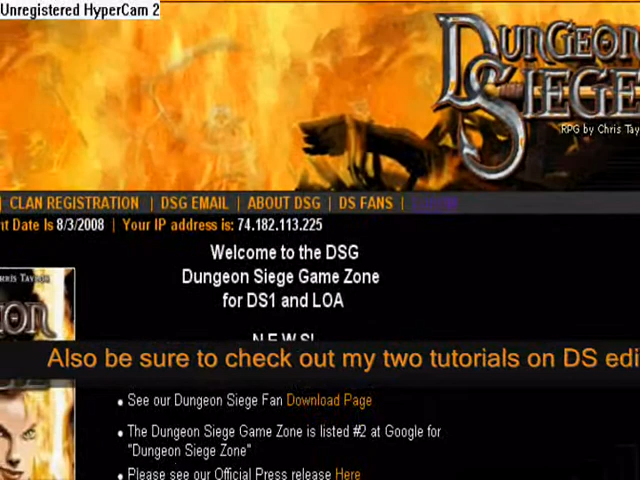 Unregistered HyperCam 2
DUNGEON
SIEGE
RPG by Chris Tay
| CLAN REGISTRATION | DSG EMAIL | ABOUT DSG | DS FANS |
nt Date Is 8/3/2008 | Your IP address is: 74.182.113.225
Welcome to the DSG
Dungeon Siege Game Zone
for DS1 and LOA
NEWS!
Also be sure to check out my two tutorials on DS edi
• See our Dungeon Siege Fan Download Page
• The Dungeon Siege Game Zone is listed #2 at Google for
"Dungeon Siege Zone"
• Please see our Official Press release Here